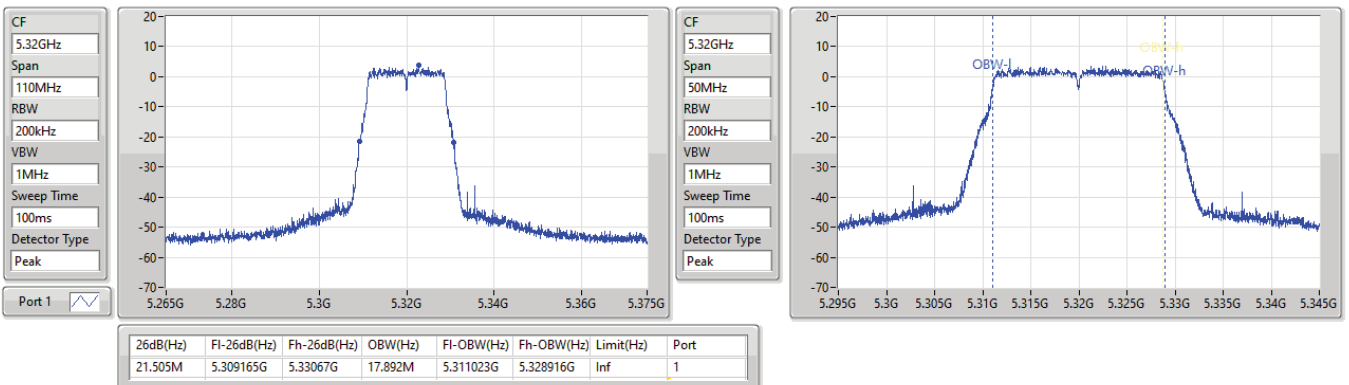 CF
5.32GHz
Span
110MHz
RBW
200kHz
VBW
1MHz
Sweep Time
100ms
Detector Type
Peak
Port 1
20
10
0
-10
-20
-30
-40
-50
-60
-70
5.265G 5.28G 5.3G 5.32G 5.34G 5.36G 5.375G
CF
5.32GHz
Span
50MHz
RBW
200kHz
VBW
1MHz
Sweep Time
100ms
Detector Type
Peak
20
10
0
-10
-20
-30
-40
-50
-60
-70
OBW-h
OBW-l
OBW-h
5.295G 5.3G 5.305G 5.31G 5.315G 5.32G 5.325G 5.33G 5.335G 5.34G 5.345G
26dB(Hz) Fl-26dB(Hz) Fh-26dB(Hz) OBW(Hz) Fl-OBW(Hz) Fh-OBW(Hz) Limit(Hz) Port
21.505M 5.309165G 5.33067G 17.892M 5.311023G 5.328916G Inf 1